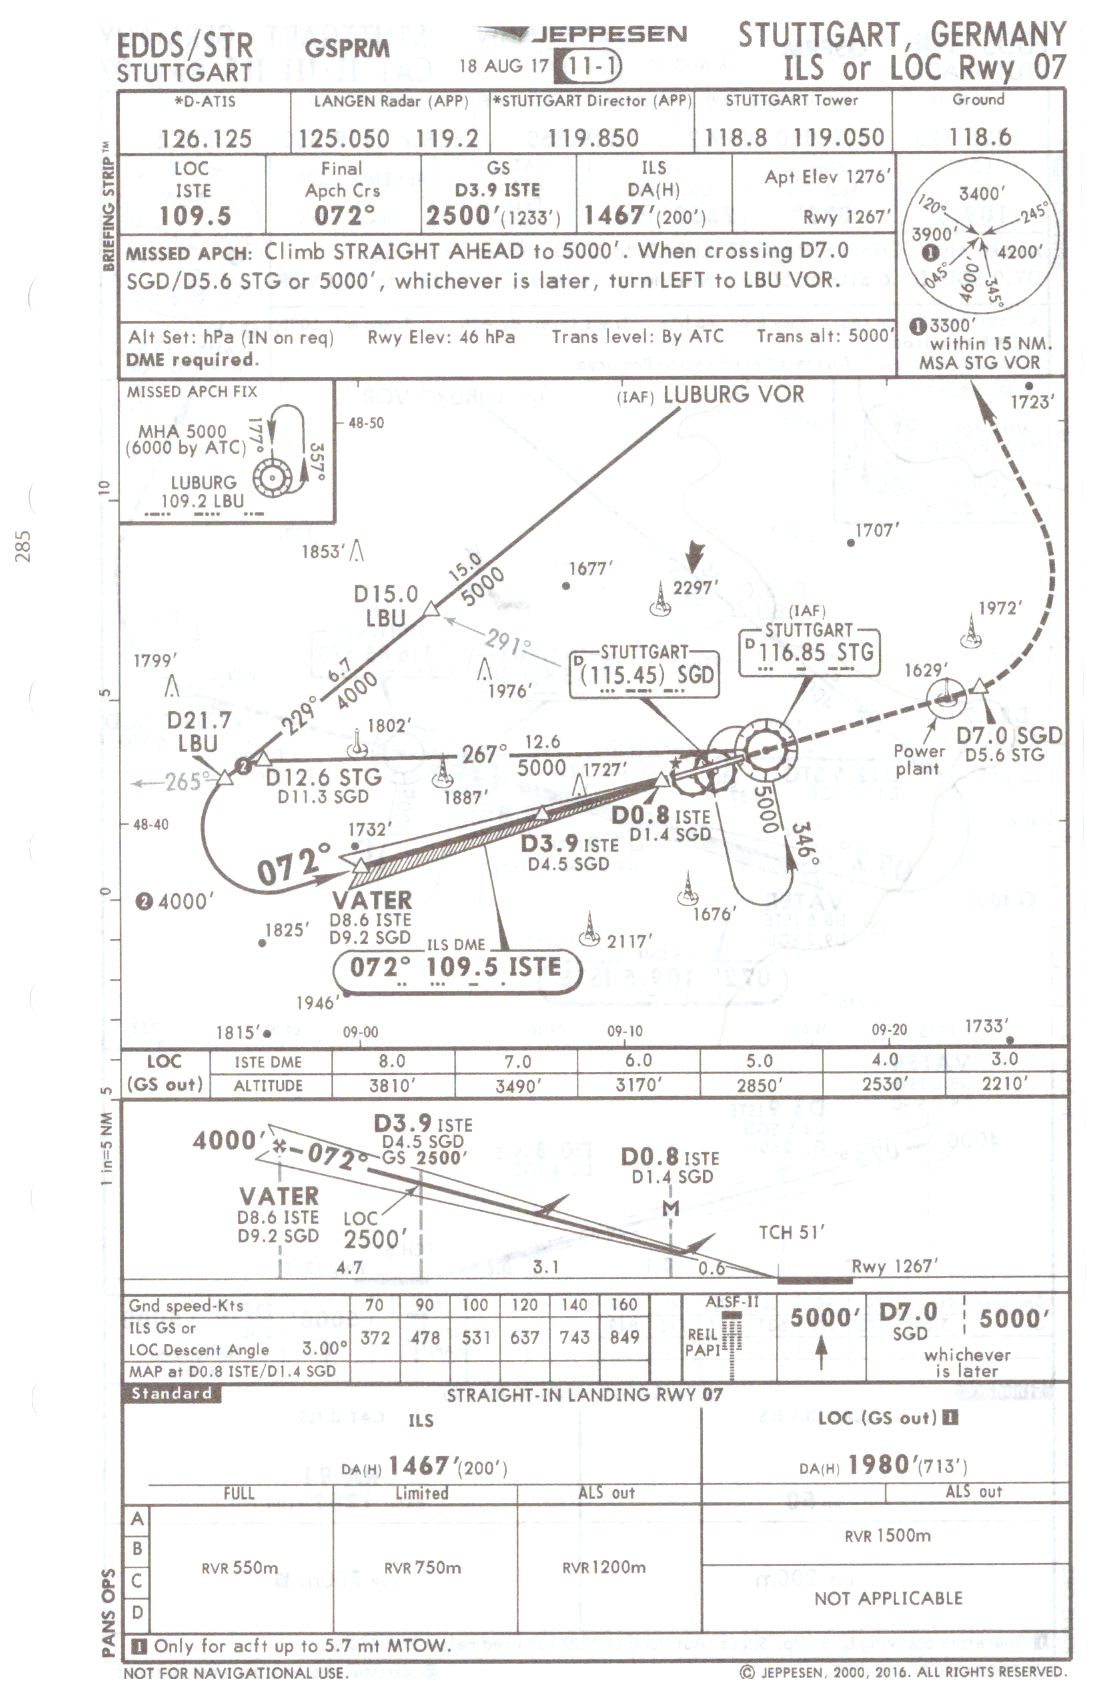 EDDS/STR GSPRM JEPPESEN STUTTGART, GERMANY
STUTTGART 18 AUG 17 11-1 ILS or LOC Rwy 07
*D-ATIS LANGEN Radar (APP) *STUTTGART Director (APP) STUTTGART Tower Ground
126.125 125.050 119.2 119.850 118.8 119.050 118.6
BRIEFING STRIP™
LOC
ISTE
109.5
Final
Apch Crs
072°
GS
D3.9 ISTE
2500'(1233')
ILS
DA(H)
1467'(200')
Apt Elev 1276'
Rwy 1267'
MISSED APCH: Climb STRAIGHT AHEAD to 5000'. When crossing D7.0
SGD/D5.6 STG or 5000', whichever is later, turn LEFT to LBU VOR.
Alt Set: hPa (IN on req) Rwy Elev: 46 hPa Trans level: By ATC Trans alt: 5000'
DME required.
3400'
120°
245°
3900'
1
4200'
045°
4600'
345°
1 3300'
within 15 NM.
MSA STG VOR
MISSED APCH FIX
MHA 5000
(6000 by ATC)
177°
357°
LUBURG
109.2 LBU
48-50
(IAF) LUBURG VOR
1723'
10
285
1853'
1707'
15.0
5000
1677'
D15.0
LBU
2297'
291°
(IAF)
STUTTGART
D 116.85 STG
1972'
STUTTGART
D (115.45) SGD
1799'
6.7
4000
1976'
1629'
5
D21.7
LBU
229°
1802'
D7.0 SGD
D5.6 STG
2
267°
12.6
5000
Power
plant
265°
D12.6 STG
D11.3 SGD
1887'
1727'
D0.8 ISTE
D1.4 SGD
5000
346°
48-40
1732'
D3.9 ISTE
D4.5 SGD
072°
0
2 4000'
VATER
D8.6 ISTE
D9.2 SGD
1676'
1825'
2117'
ILS DME
072° 109.5 ISTE
1946'
1815'
09-00
09-10
09-20
1733'
5
1 in=5 NM
LOC ISTE DME 8.0 7.0 6.0 5.0 4.0 3.0
(GS out) ALTITUDE 3810' 3490' 3170' 2850' 2530' 2210'
4000'
072°
D3.9 ISTE
D4.5 SGD
GS 2500'
D0.8 ISTE
D1.4 SGD
M
VATER
D8.6 ISTE
D9.2 SGD
LOC
2500'
TCH 51'
4.7 3.1 0.6 Rwy 1267'
Gnd speed-Kts 70 90 100 120 140 160
ILS GS or
LOC Descent Angle 3.00° 372 478 531 637 743 849
MAP at D0.8 ISTE/D1.4 SGD
ALSF-II
REIL
PAPI
5000'
D7.0
SGD
5000'
whichever
is later
Standard STRAIGHT-IN LANDING RWY 07
ILS LOC (GS out) 1
DA(H) 1467'(200') DA(H) 1980'(713')
FULL Limited ALS out ALS out
A
B
C
D
RVR 550m RVR 750m RVR 1200m
RVR 1500m
NOT APPLICABLE
PANS OPS
1 Only for acft up to 5.7 mt MTOW.
NOT FOR NAVIGATIONAL USE. © JEPPESEN, 2000, 2016. ALL RIGHTS RESERVED.